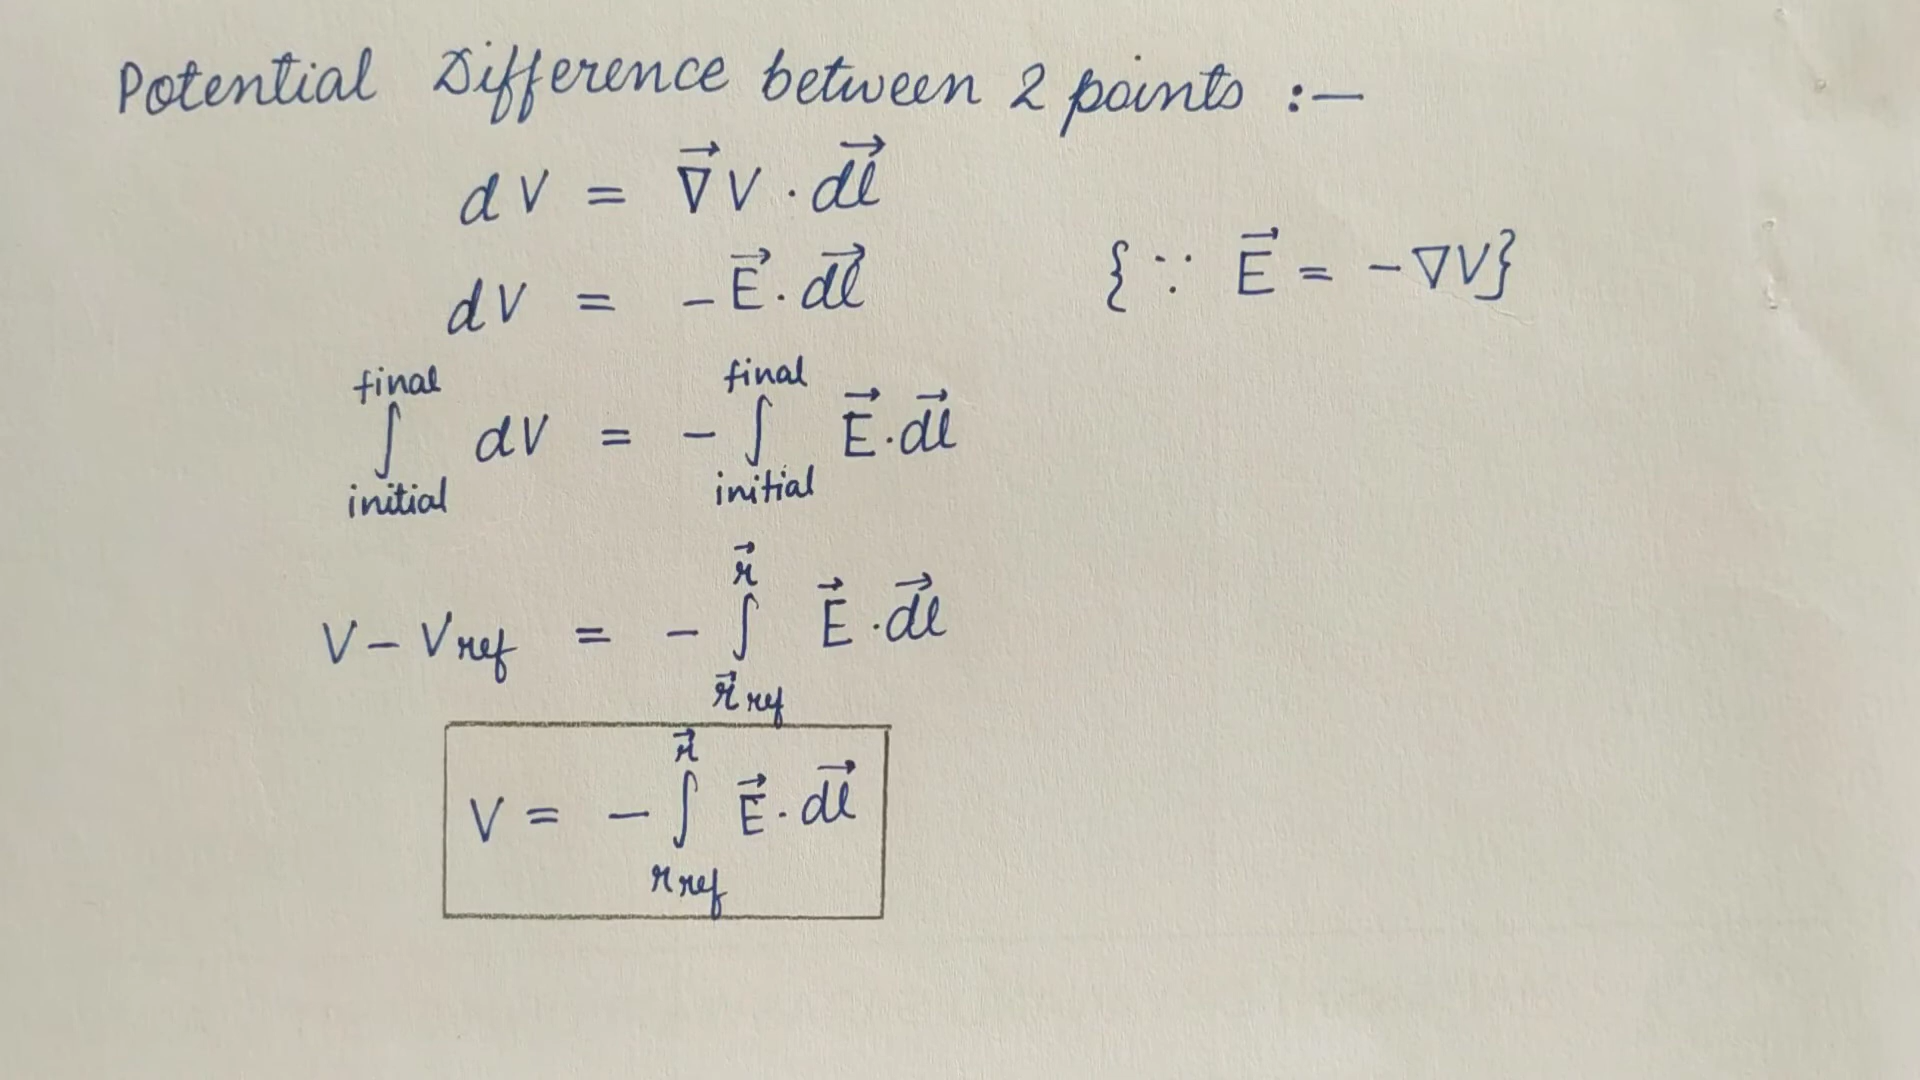 Potential Difference between 2 points :—
dV = ∇⃗V · dl⃗
dV = -E⃗ · dl⃗ {∵ E⃗ = -∇V}
∫_initial^final dV = - ∫_initial^final E⃗ · dl⃗
V - Vref = - ∫_r⃗ref^r⃗ E⃗ · dl⃗
V = - ∫_rref^r⃗ E⃗ · dl⃗